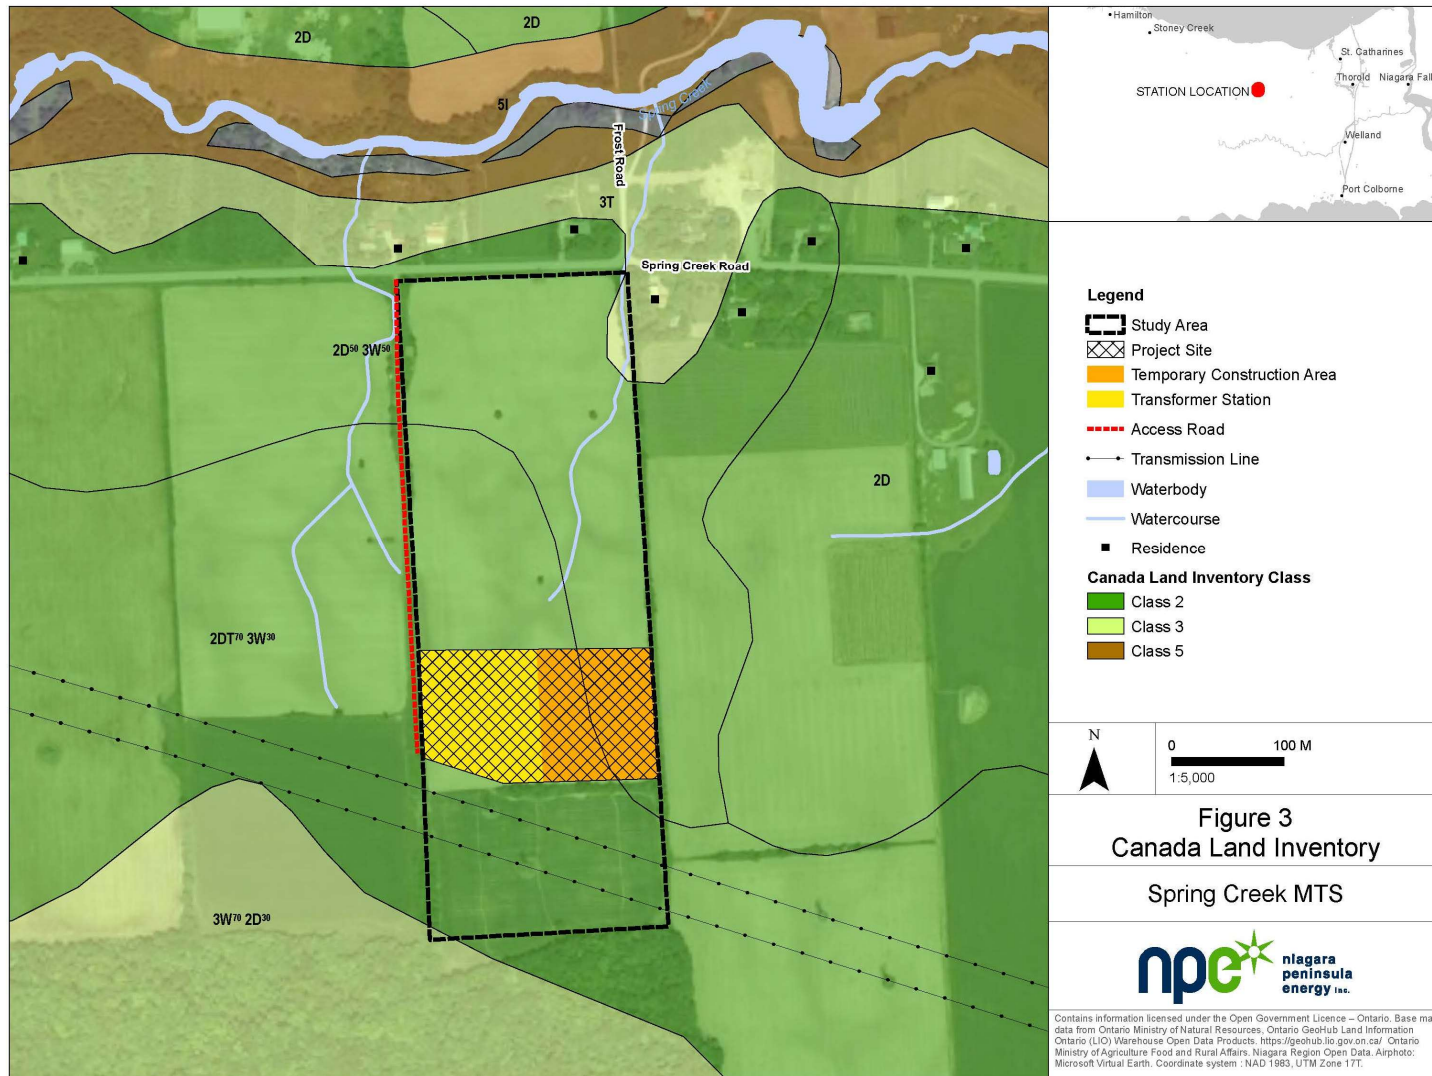 2D
2D
5I
Spring Creek
Frost Road
3T
Spring Creek Road
2D⁵⁰ 3W⁵⁰
2D
2DT⁷⁰ 3W³⁰
3W⁷⁰ 2D³⁰
Hamilton
Stoney Creek
St. Catharines
Thorold
Niagara Fall
STATION LOCATION
Welland
Port Colborne
Legend
Study Area
Project Site
Temporary Construction Area
Transformer Station
Access Road
Transmission Line
Waterbody
Watercourse
Residence
Canada Land Inventory Class
Class 2
Class 3
Class 5
N
0 100 M
1:5,000
Figure 3
Canada Land Inventory
Spring Creek MTS
npe
niagara
peninsula
energy inc.
Contains information licensed under the Open Government Licence – Ontario. Base ma
data from Ontario Ministry of Natural Resources, Ontario GeoHub Land Information
Ontario (LIO) Warehouse Open Data Products. https://geohub.lio.gov.on.ca/ Ontario
Ministry of Agriculture Food and Rural Affairs. Niagara Region Open Data. Airphoto:
Microsoft Virtual Earth. Coordinate system : NAD 1983, UTM Zone 17T.